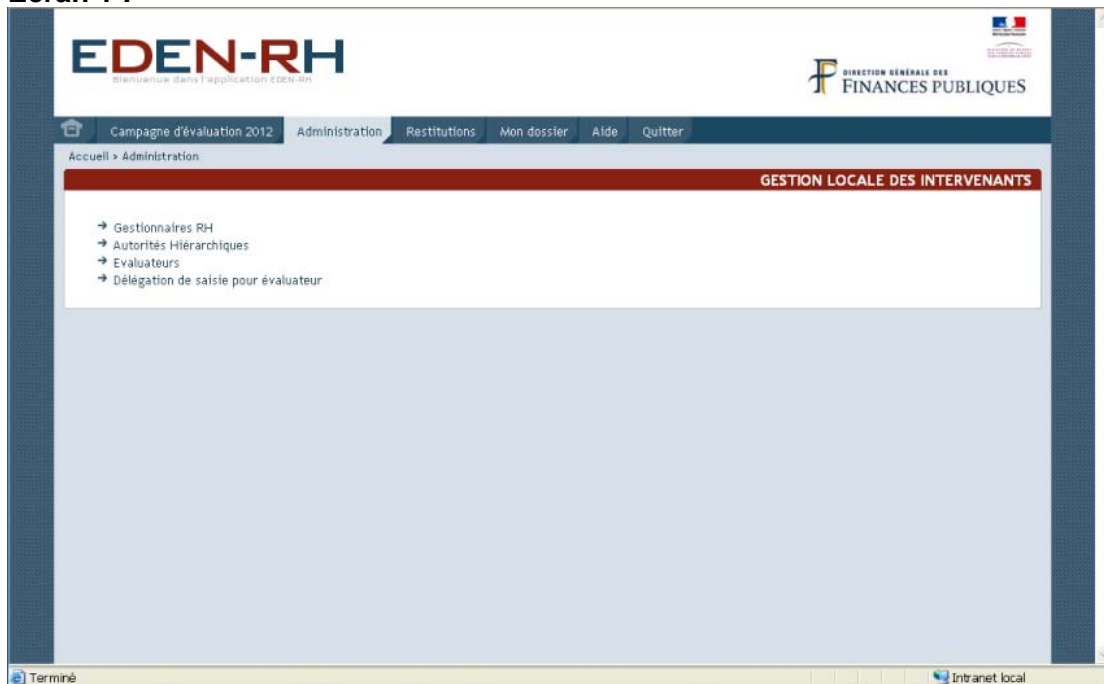 EDEN-RH
Bienvenue dans l'application EDEN-RH
DIRECTION GÉNÉRALE DES
FINANCES PUBLIQUES
Campagne d'évaluation 2012 Administration Restitutions Mon dossier Aide Quitter
Accueil > Administration
GESTION LOCALE DES INTERVENANTS
➔ Gestionnaires RH
➔ Autorités Hiérarchiques
➔ Evaluateurs
➔ Délégation de saisie pour évaluateur
Terminé Intranet local